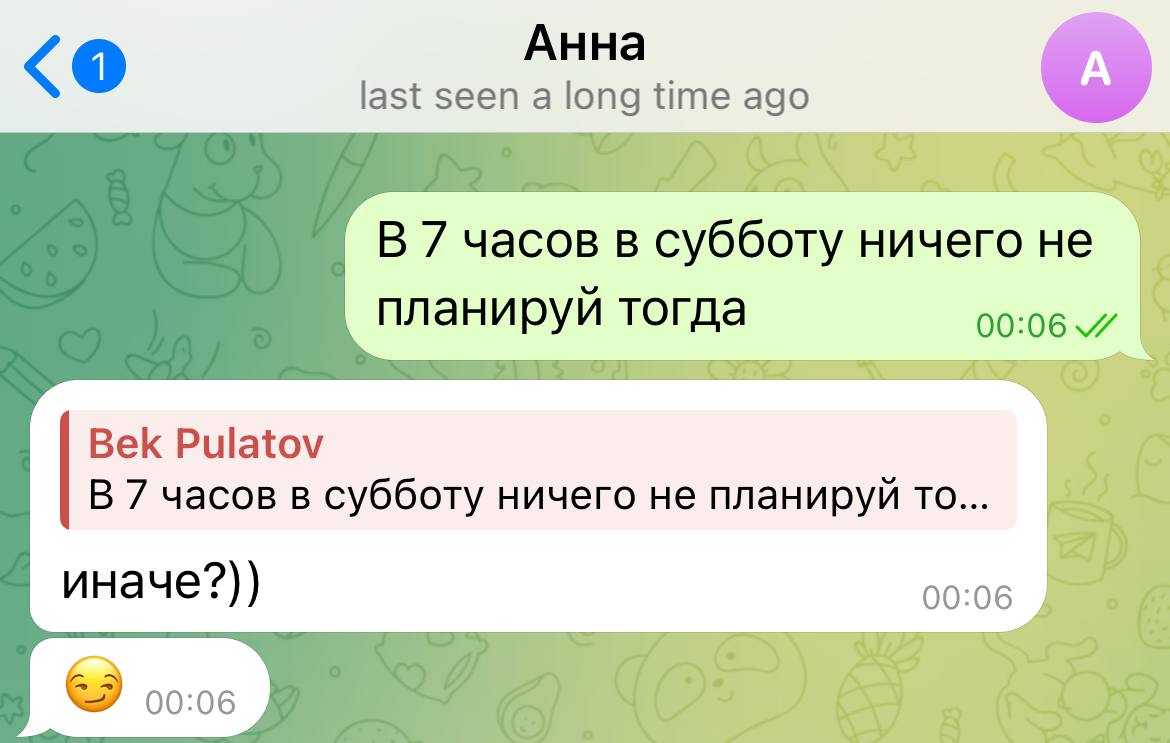 1
Анна
last seen a long time ago
A
В 7 часов в субботу ничего не
планируй тогда
00:06
Bek Pulatov
В 7 часов в субботу ничего не планируй то...
иначе?))
00:06
😏
00:06